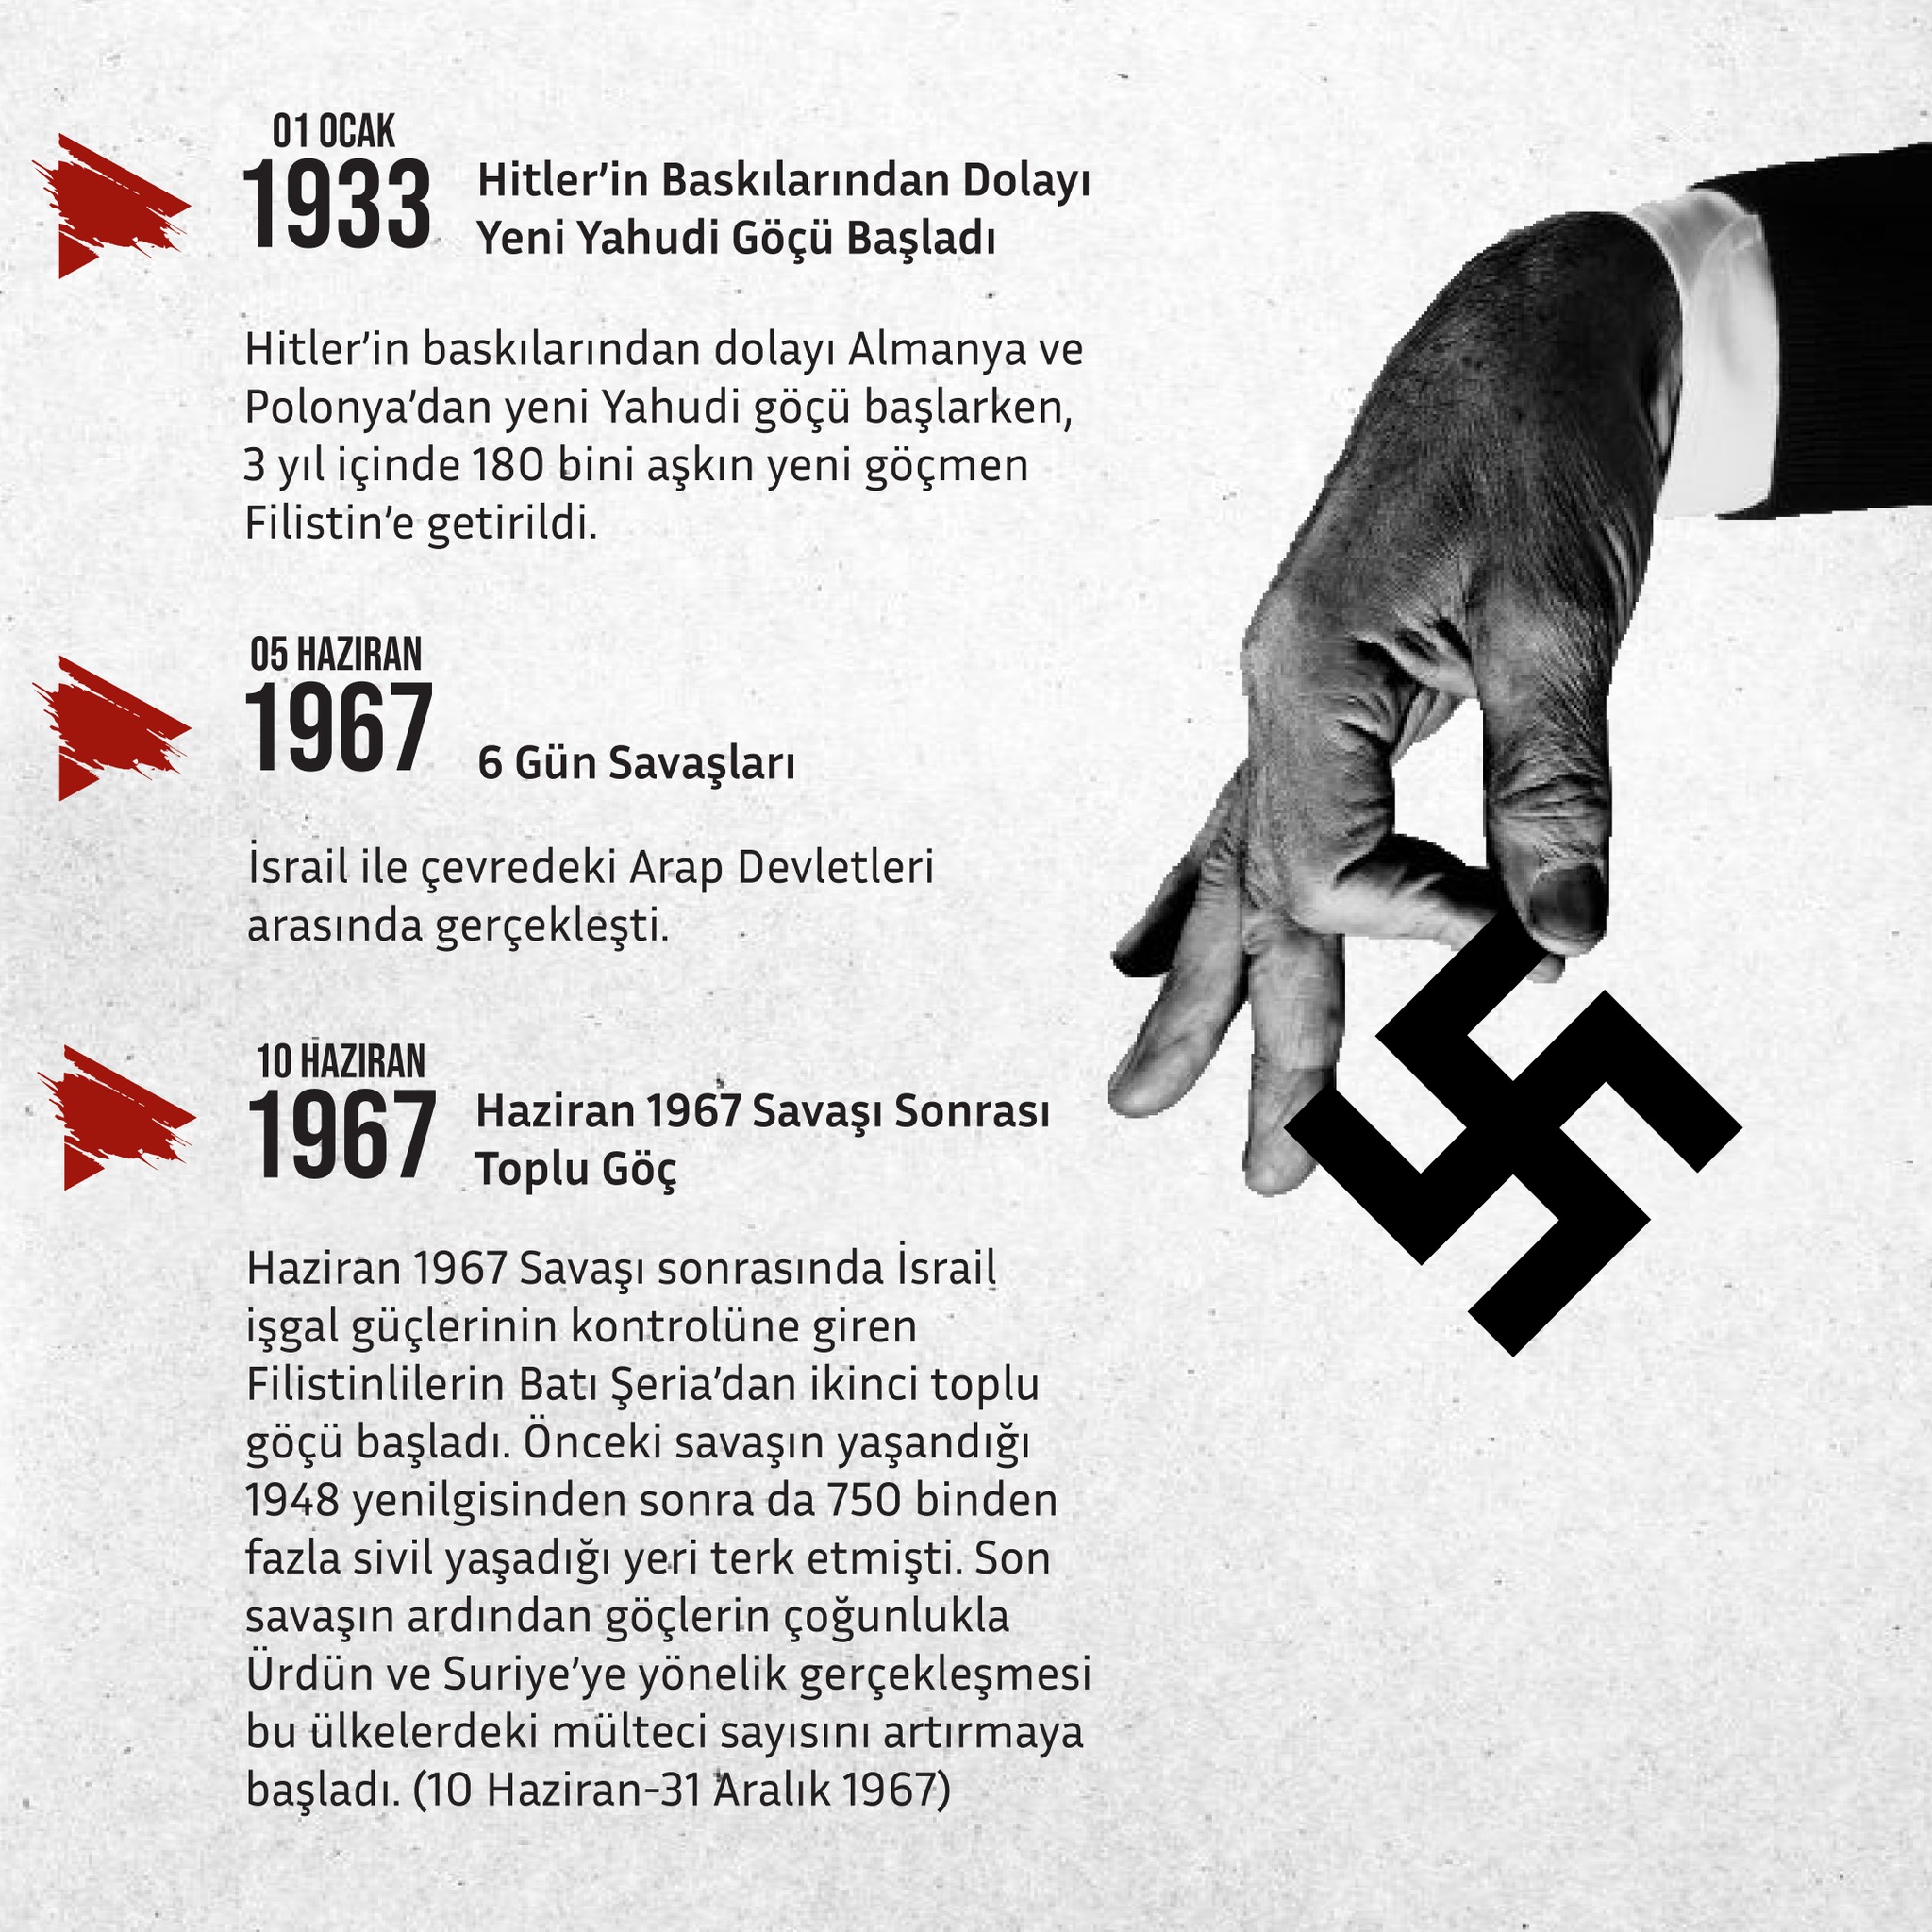 01 OCAK
1933
Hitler’in Baskılarından Dolayı
Yeni Yahudi Göçü Başladı
Hitler’in baskılarından dolayı Almanya ve
Polonya’dan yeni Yahudi göçü başlarken,
3 yıl içinde 180 bini aşkın yeni göçmen
Filistin’e getirildi.
05 HAZIRAN
1967
6 Gün Savaşları
İsrail ile çevredeki Arap Devletleri
arasında gerçekleşti.
10 HAZIRAN
1967
Haziran 1967 Savaşı Sonrası
Toplu Göç
Haziran 1967 Savaşı sonrasında İsrail
işgal güçlerinin kontrolüne giren
Filistinlilerin Batı Şeria’dan ikinci toplu
göçü başladı. Önceki savaşın yaşandığı
1948 yenilgisinden sonra da 750 binden
fazla sivil yaşadığı yeri terk etmişti. Son
savaşın ardından göçlerin çoğunlukla
Ürdün ve Suriye’ye yönelik gerçekleşmesi
bu ülkelerdeki mülteci sayısını artırmaya
başladı. (10 Haziran-31 Aralık 1967)